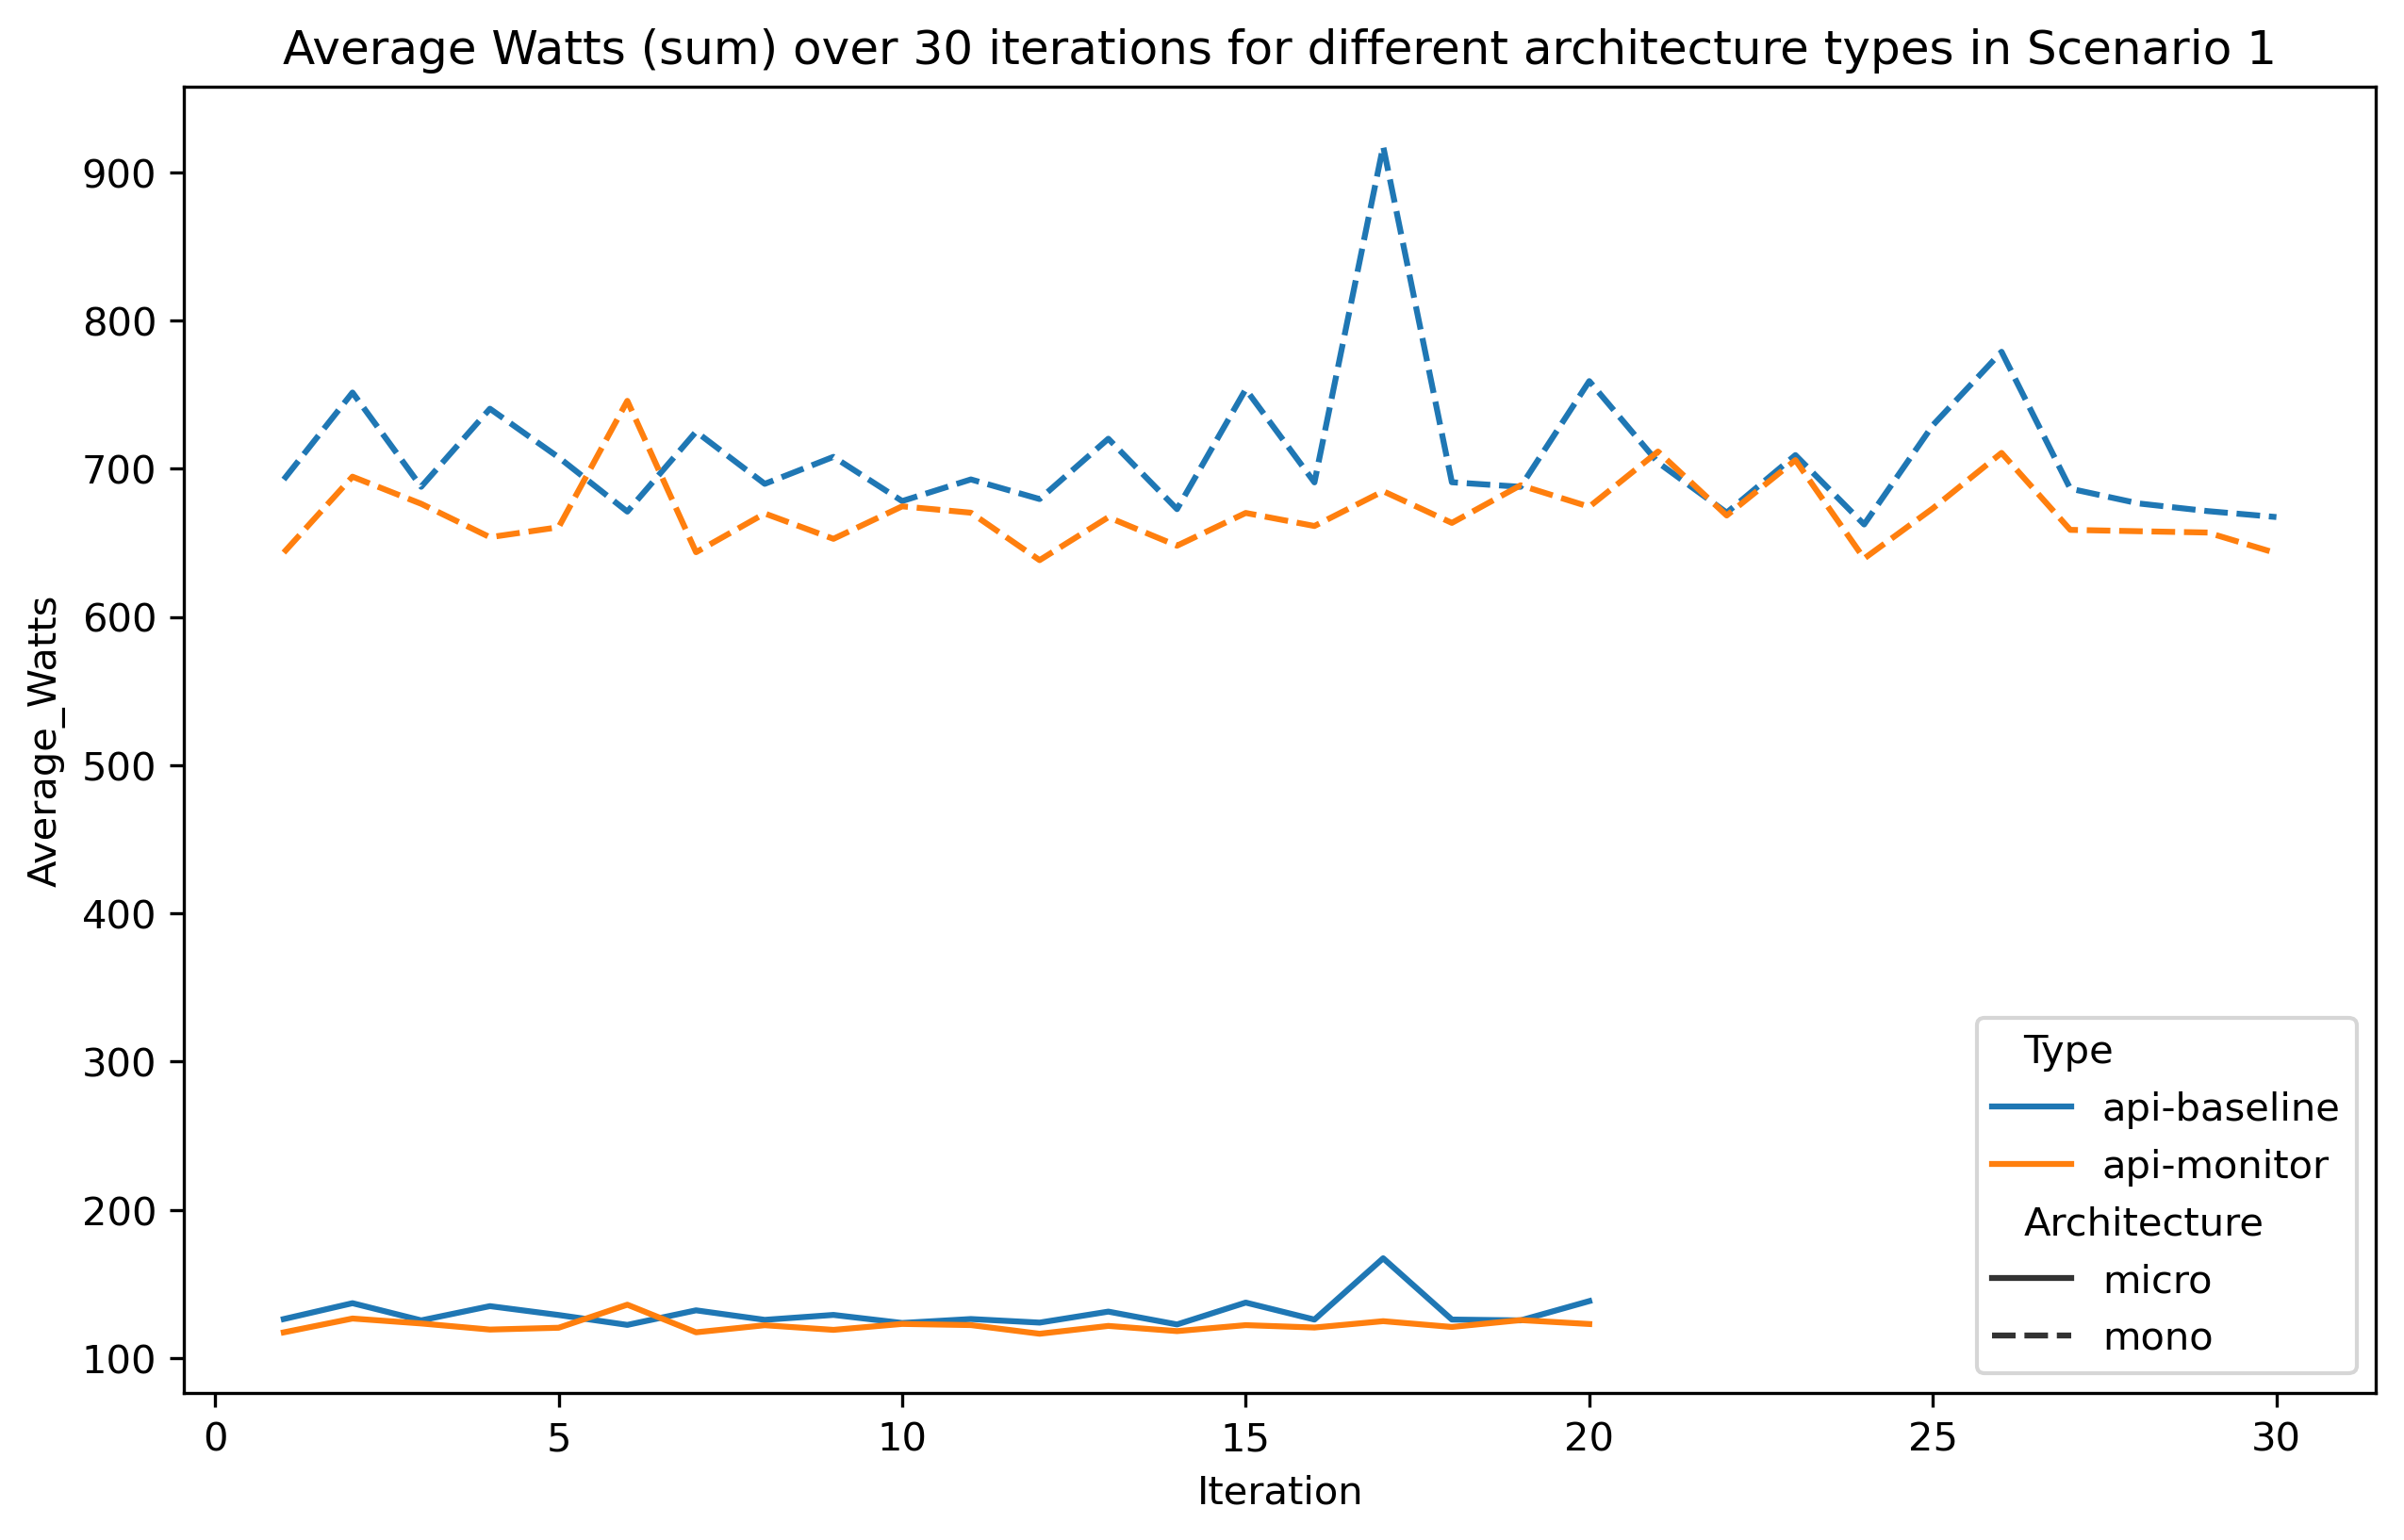 Average Watts (sum) over 30 iterations for different architecture types in Scenario 1
900
800
700
600
500
400
300
200
100
Average_Watts
Type
api-baseline
api-monitor
Architecture
micro
mono
0 5 10 15 20 25 30
Iteration